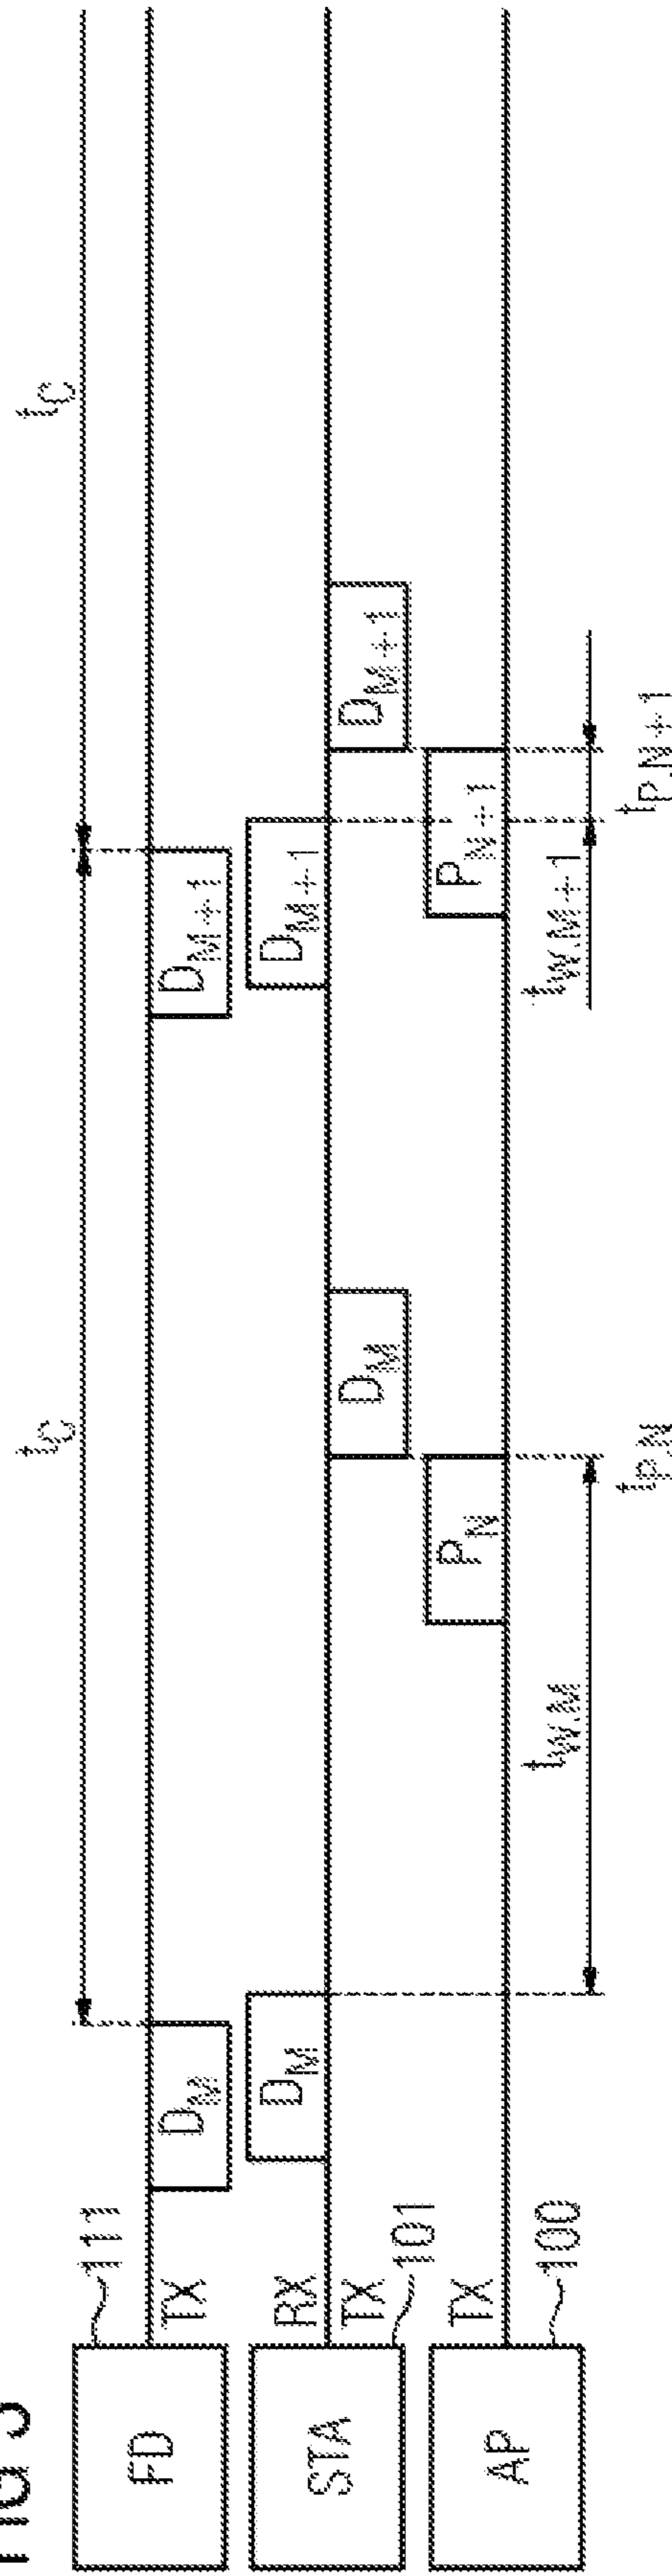 FIG 3
t_C
t_C
FD
111
TX
D_M
D_M+1
STA
RX
TX
101
D_M
D_M+1
D_M
D_M+1
AP
TX
100
P_N
P_N+1
t_W.M
t_W.M+1
t_P.N
t_P.N+1